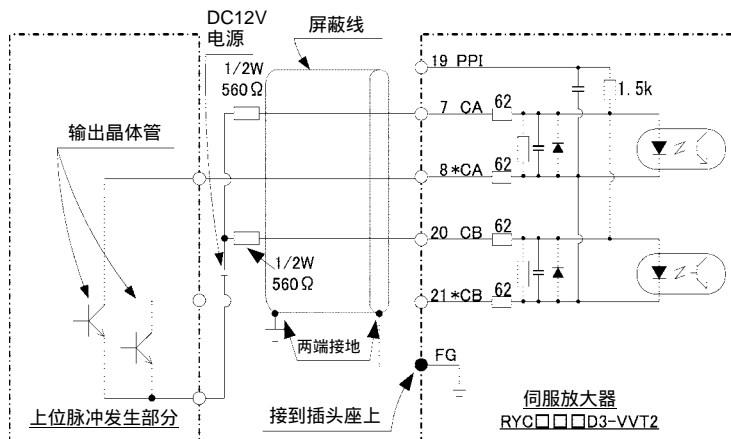 DC12V
电源
屏蔽线
1/2W
560Ω
19 PPI
1.5k
7 CA 62
输出晶体管
8 *CA 62
20 CB 62
1/2W
560Ω
21 *CB 62
两端接地
FG
上位脉冲发生部分
接到插头座上
伺服放大器
RYC□□□D3-VVT2